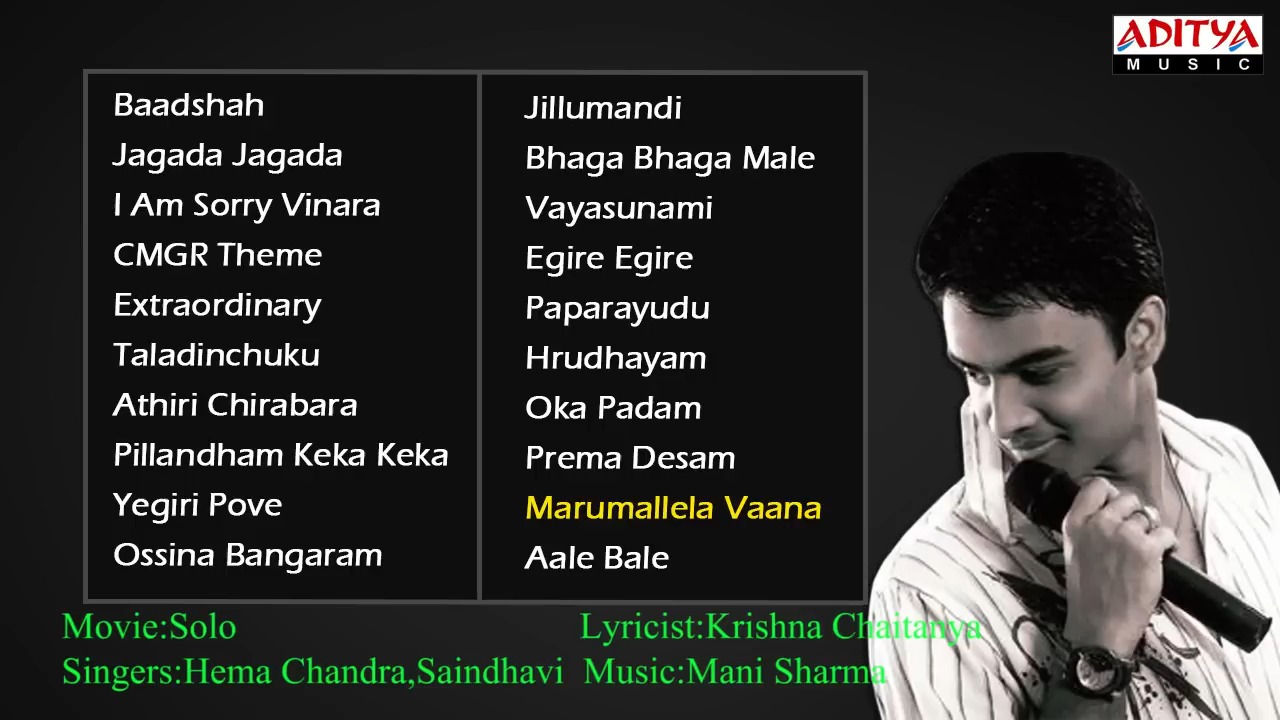 ADITYA
MUSIC
Baadshah
Jagada Jagada
I Am Sorry Vinara
CMGR Theme
Extraordinary
Taladinchuku
Athiri Chirabara
Pillandham Keka Keka
Yegiri Pove
Ossina Bangaram
Jillumandi
Bhaga Bhaga Male
Vayasunami
Egire Egire
Paparayudu
Hrudhayam
Oka Padam
Prema Desam
Marumallela Vaana
Aale Bale
Movie:Solo
Lyricist:Krishna Chaitanya
Singers:Hema Chandra,Saindhavi
Music:Mani Sharma